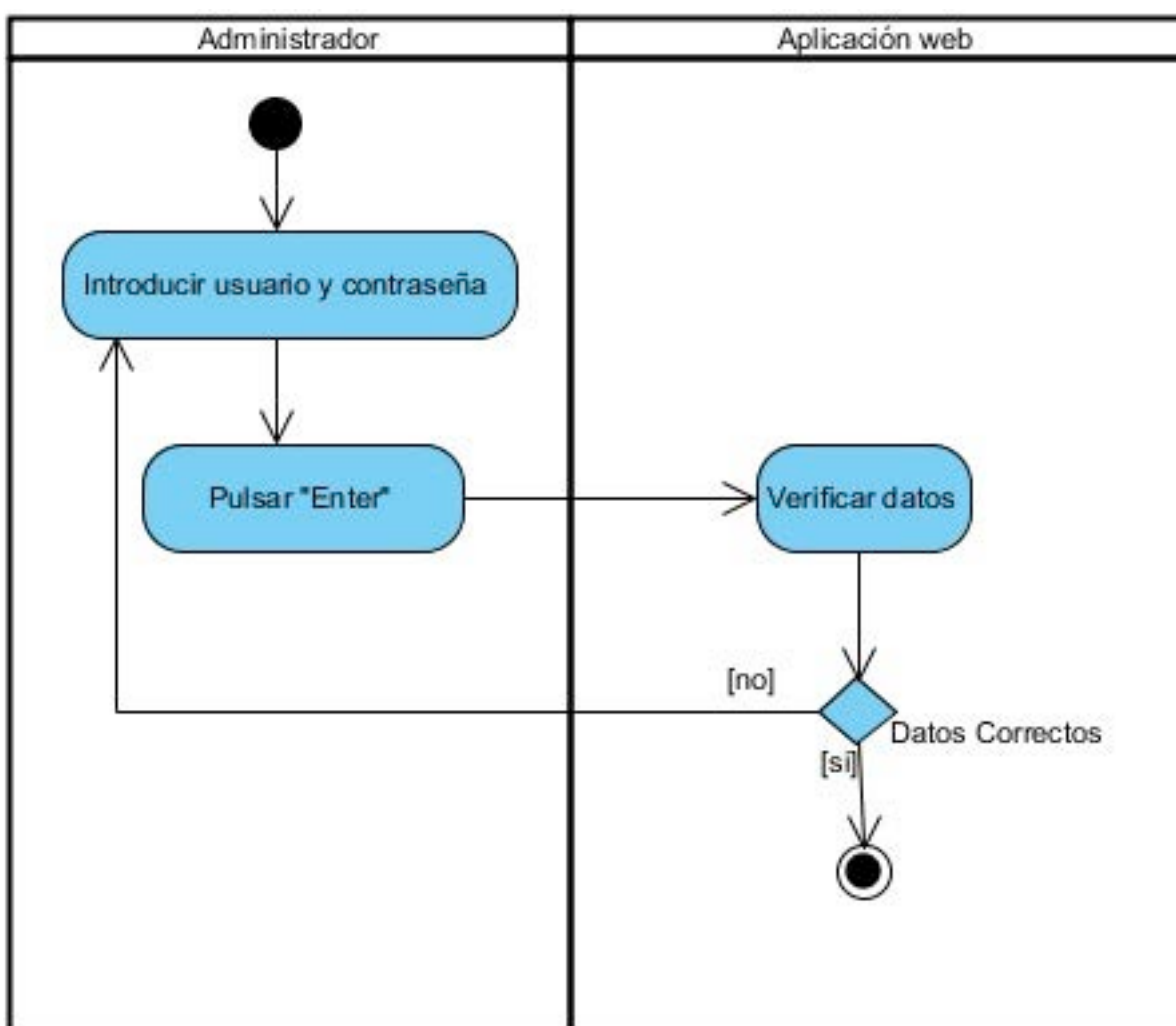 Administrador
Aplicación web
Introducir usuario y contraseña
Pulsar "Enter"
Verificar datos
[no]
Datos Correctos
[si]